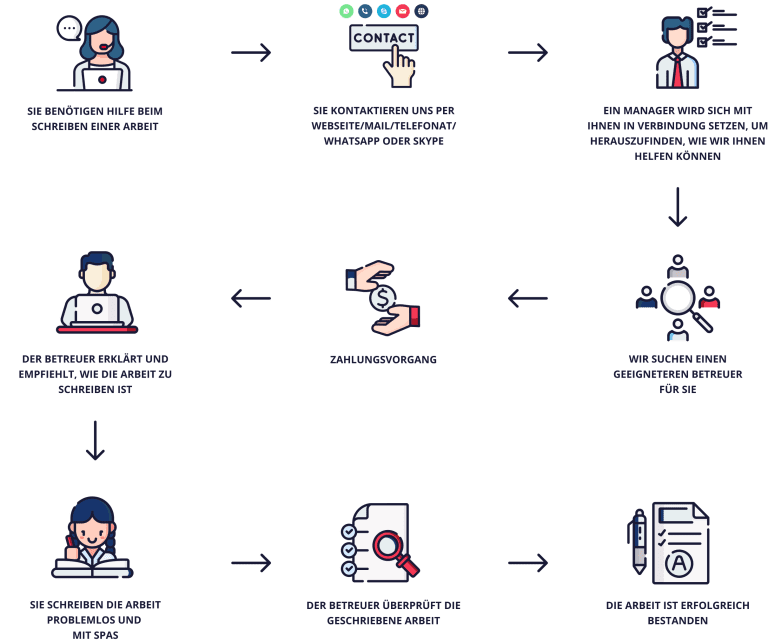 CONTACT
SIE BENÖTIGEN HILFE BEIM
SCHREIBEN EINER ARBEIT
SIE KONTAKTIEREN UNS PER
WEBSEITE/MAIL/TELEFONAT/
WHATSAPP ODER SKYPE
EIN MANAGER WIRD SICH MIT
IHNEN IN VERBINDUNG SETZEN, UM
HERAUSZUFINDEN, WIE WIR IHNEN
HELFEN KÖNNEN
DER BETREUER ERKLÄRT UND
EMPFIEHLT, WIE DIE ARBEIT ZU
SCHREIBEN IST
$
ZAHLUNGSVORGANG
WIR SUCHEN EINEN
GEEIGNETEREN BETREUER
FÜR SIE
SIE SCHREIBEN DIE ARBEIT
PROBLEMLOS UND
MIT SPAS
DER BETREUER ÜBERPRÜFT DIE
GESCHRIEBENE ARBEIT
A
DIE ARBEIT IST ERFOLGREICH
BESTANDEN